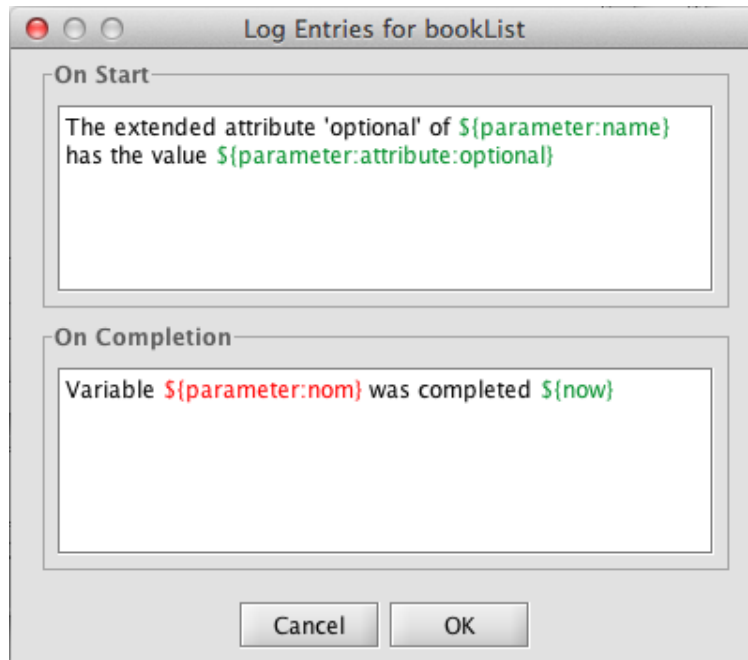 Log Entries for bookList
On Start
The extended attribute 'optional' of ${parameter:name}
has the value ${parameter:attribute:optional}
On Completion
Variable ${parameter:nom} was completed ${now}
Cancel
OK